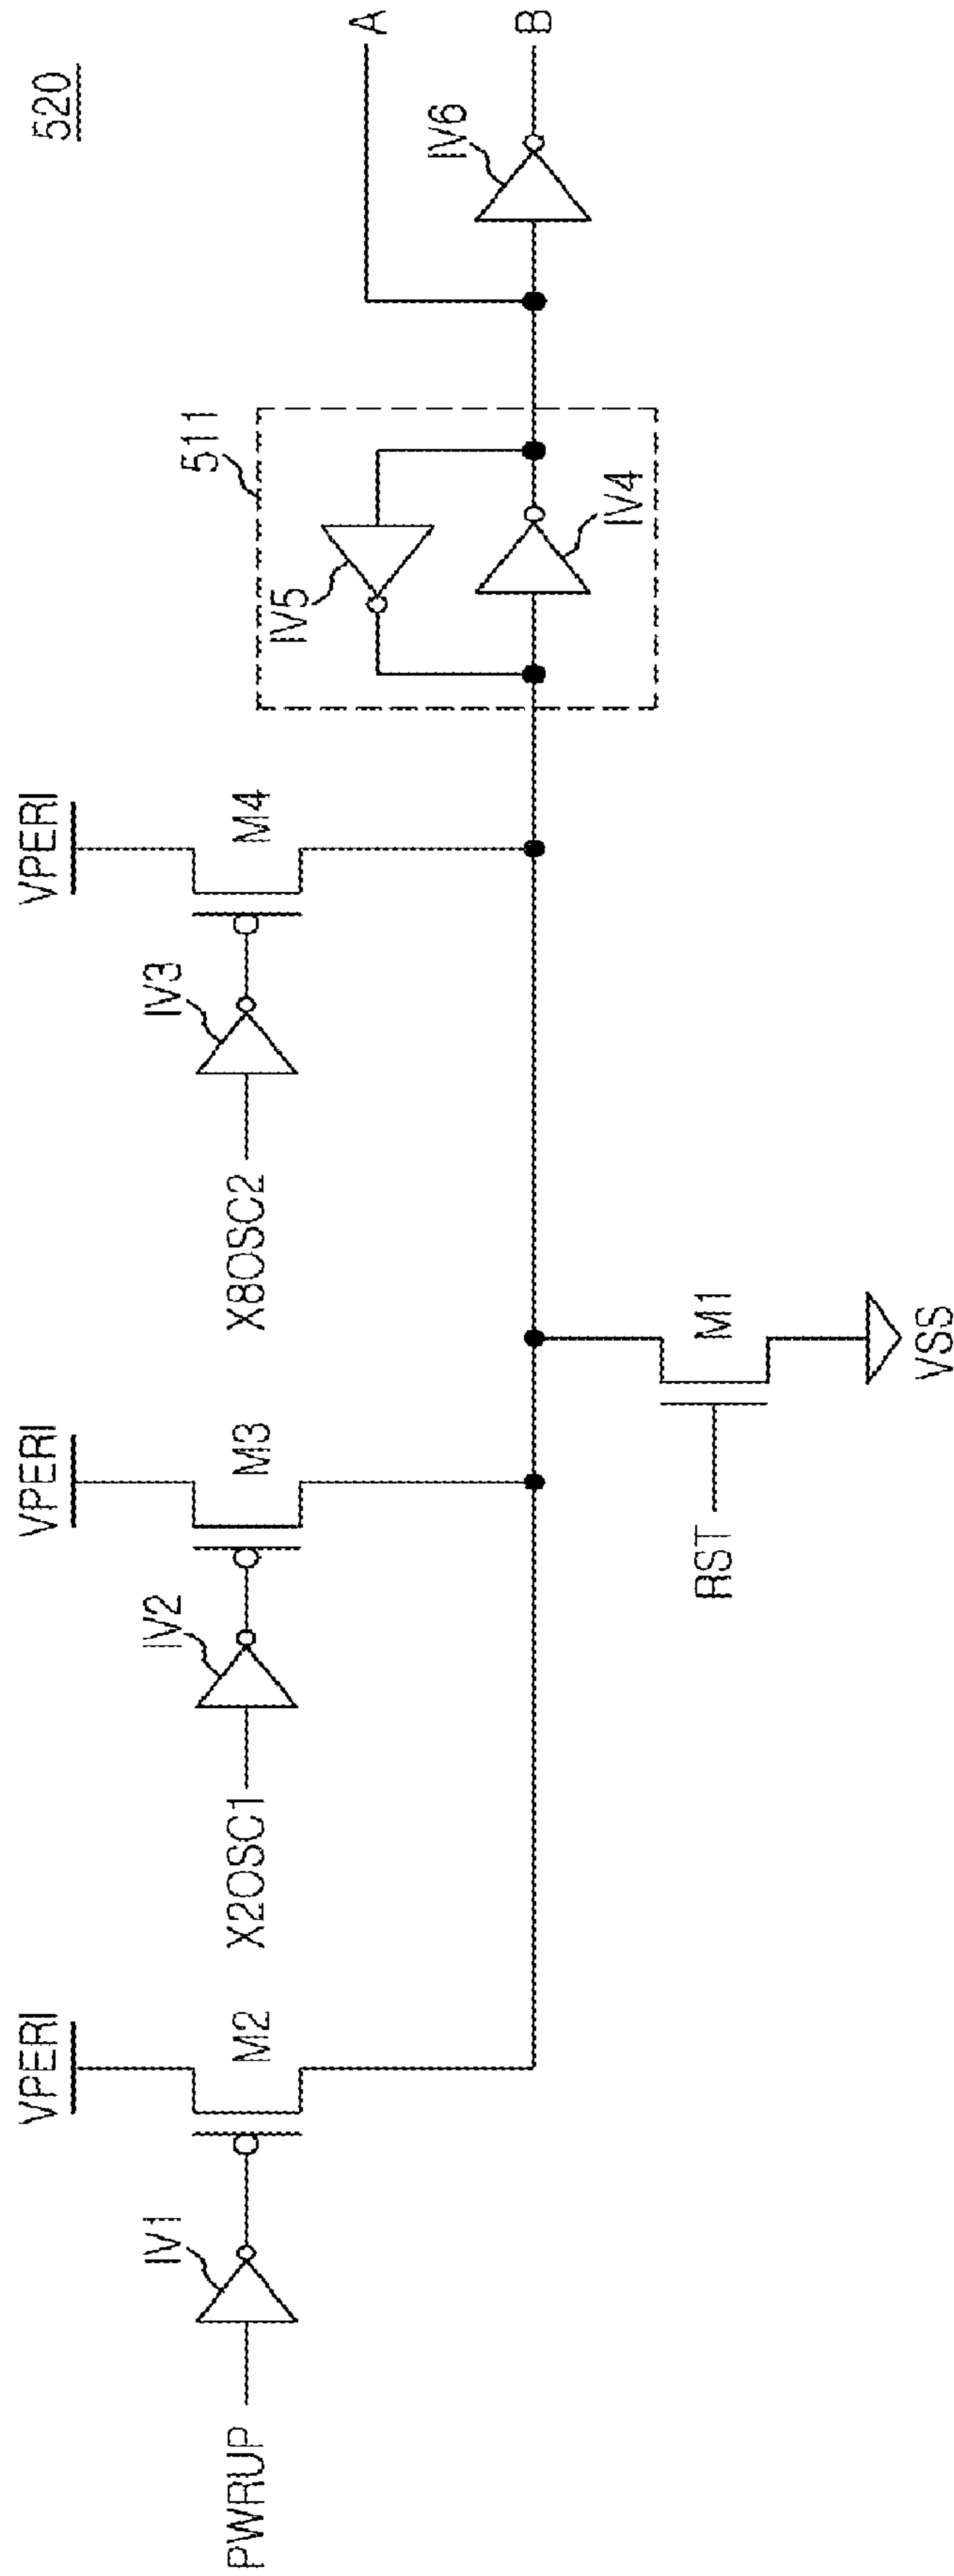 520
VPERI
VPERI
VPERI
IV1
M2
IV2
M3
IV3
M4
PWRUP
X2OSC1
X8OSC2
511
IV5
IV4
IV6
A
B
RST
M1
VSS